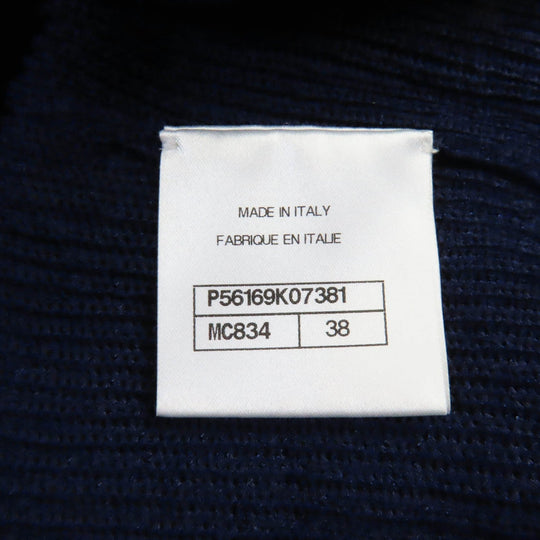 MADE IN ITALY
FABRIQUE EN ITALIE
P56169K07381
MC834 38